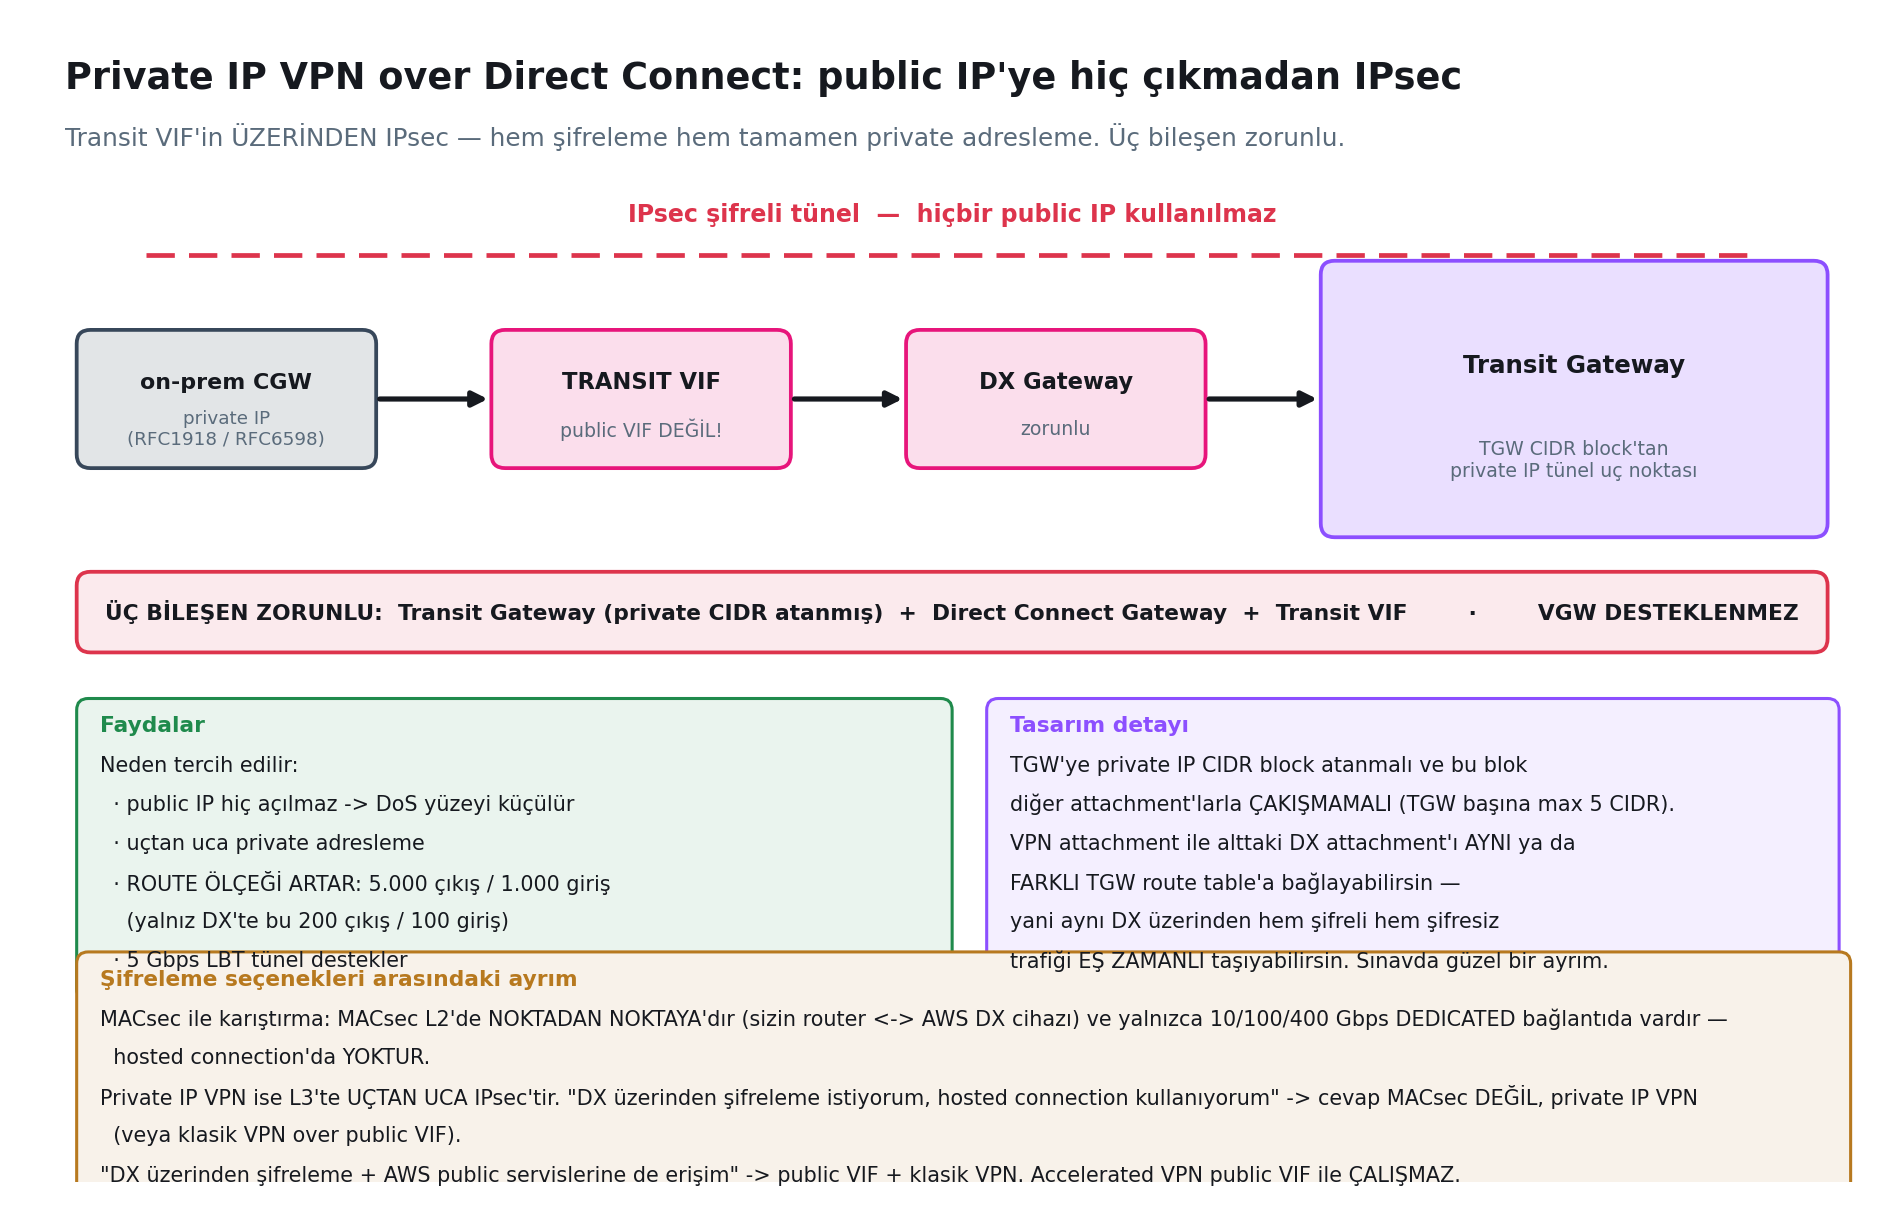 Private IP VPN over Direct Connect: public IP'ye hiç çıkmadan IPsec
Transit VIF'in ÜZERİNDEN IPsec — hem şifreleme hem tamamen private adresleme. Üç bileşen zorunlu.
IPsec şifreli tünel — hiçbir public IP kullanılmaz
on-prem CGW
private IP
(RFC1918 / RFC6598)
TRANSIT VIF
public VIF DEĞİL!
DX Gateway
zorunlu
Transit Gateway
TGW CIDR block'tan
private IP tünel uç noktası
ÜÇ BİLEŞEN ZORUNLU: Transit Gateway (private CIDR atanmış) + Direct Connect Gateway + Transit VIF · VGW DESTEKLENMEZ
Faydalar
Neden tercih edilir:
· public IP hiç açılmaz -> DoS yüzeyi küçülür
· uçtan uca private adresleme
· ROUTE ÖLÇEĞİ ARTAR: 5.000 çıkış / 1.000 giriş
(yalnız DX'te bu 200 çıkış / 100 giriş)
· 5 Gbps LBT tünel destekler
Tasarım detayı
TGW'ye private IP CIDR block atanmalı ve bu blok
diğer attachment'larla ÇAKIŞMAMALI (TGW başına max 5 CIDR).
VPN attachment ile alttaki DX attachment'ı AYNI ya da
FARKLI TGW route table'a bağlayabilirsin —
yani aynı DX üzerinden hem şifreli hem şifresiz
trafiği EŞ ZAMANLI taşıyabilirsin. Sınavda güzel bir ayrım.
Şifreleme seçenekleri arasındaki ayrım
MACsec ile karıştırma: MACsec L2'de NOKTADAN NOKTAYA'dır (sizin router <-> AWS DX cihazı) ve yalnızca 10/100/400 Gbps DEDICATED bağlantıda vardır —
hosted connection'da YOKTUR.
Private IP VPN ise L3'te UÇTAN UCA IPsec'tir. "DX üzerinden şifreleme istiyorum, hosted connection kullanıyorum" -> cevap MACsec DEĞİL, private IP VPN
(veya klasik VPN over public VIF).
"DX üzerinden şifreleme + AWS public servislerine de erişim" -> public VIF + klasik VPN. Accelerated VPN public VIF ile ÇALIŞMAZ.